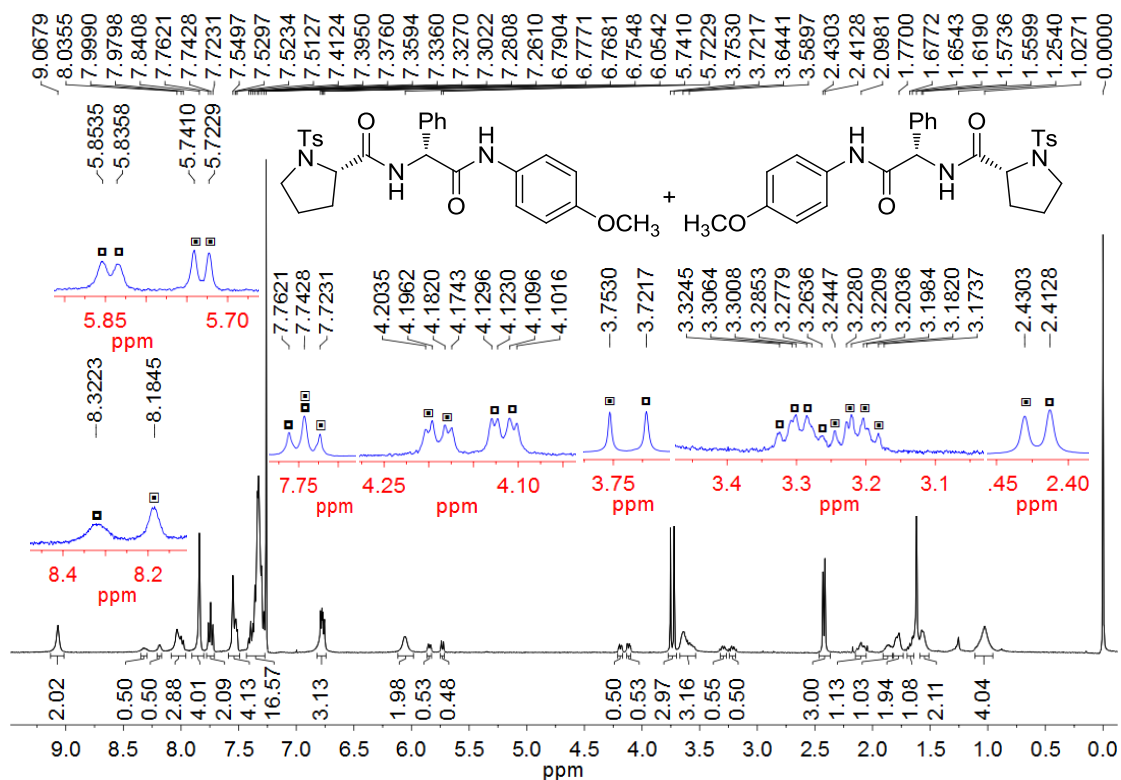 9.0679 8.0355 7.9990 7.9798 7.8408 7.7621 7.7428 7.7231 7.5497 7.5297 7.5234 7.5127 7.4124 7.3950 7.3760 7.3594 7.3360 7.3270 7.3022 7.2808 7.2610 6.7904 6.7771 6.7681 6.7548 6.0542 5.7410 5.7229 3.7530 3.7217 3.6441 3.5897 2.4303 2.4128 2.0981 1.7700 1.6772 1.6543 1.6190 1.5736 1.5599 1.2540 1.0271 0.0000
5.8535 5.8358 5.7410 5.7229
Ts N O Ph N H O H N OCH3
+
H3CO H N O Ph N H O Ts N
5.85 5.70
ppm
8.3223 8.1845
7.7621 7.7428 7.7231
4.2035 4.1962 4.1820 4.1743 4.1296 4.1230 4.1096 4.1016
3.7530 3.7217
3.3245 3.3064 3.3008 3.2853 3.2779 3.2636 3.2447 3.2280 3.2209 3.2036 3.1984 3.1820 3.1737
2.4303 2.4128
7.75
ppm
4.25 4.10
ppm
3.75
ppm
3.4 3.3 3.2 3.1
ppm
.45 2.40
ppm
8.4 8.2
ppm
2.02 0.50 0.50 2.88 4.01 2.09 4.13 16.57 3.13 1.98 0.53 0.48 0.50 0.53 2.97 3.16 0.55 0.50 3.00 1.13 1.03 1.94 1.08 2.11 4.04
9.0 8.5 8.0 7.5 7.0 6.5 6.0 5.5 5.0 4.5 4.0 3.5 3.0 2.5 2.0 1.5 1.0 0.5 0.0
ppm